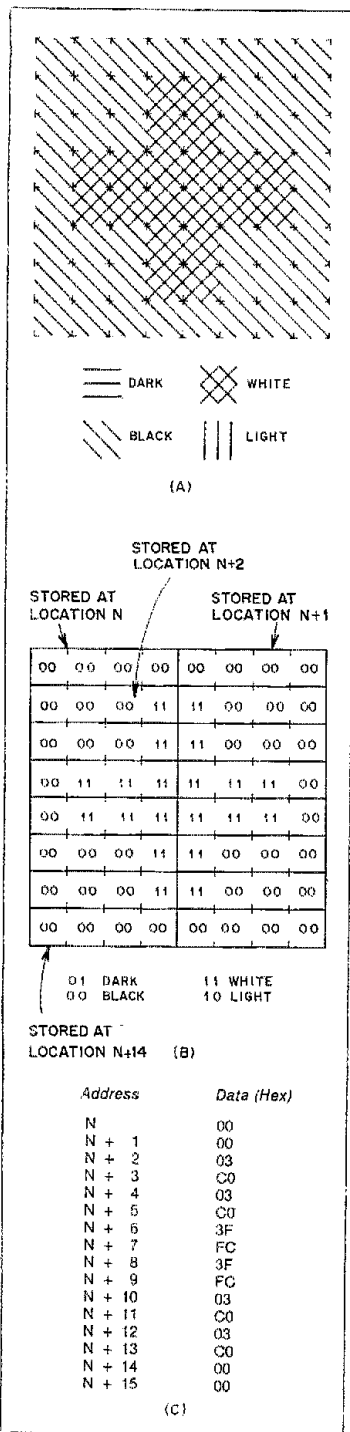 DARK WHITE
BLACK LIGHT
(A)
STORED AT
LOCATION N+2
STORED AT
LOCATION N
STORED AT
LOCATION N+1
00 00 00 00 00 00 00 00
00 00 00 11 11 00 00 00
00 00 00 11 11 00 00 00
00 11 11 11 11 11 11 00
00 11 11 11 11 11 11 00
00 00 00 11 11 00 00 00
00 00 00 11 11 00 00 00
00 00 00 00 00 00 00 00
01 DARK 11 WHITE
00 BLACK 10 LIGHT
STORED AT
LOCATION N+14 (B)
Address Data (Hex)
N 00
N + 1 00
N + 2 03
N + 3 C0
N + 4 03
N + 5 C0
N + 6 3F
N + 7 FC
N + 8 3F
N + 9 FC
N + 10 03
N + 11 C0
N + 12 03
N + 13 C0
N + 14 00
N + 15 00
(C)